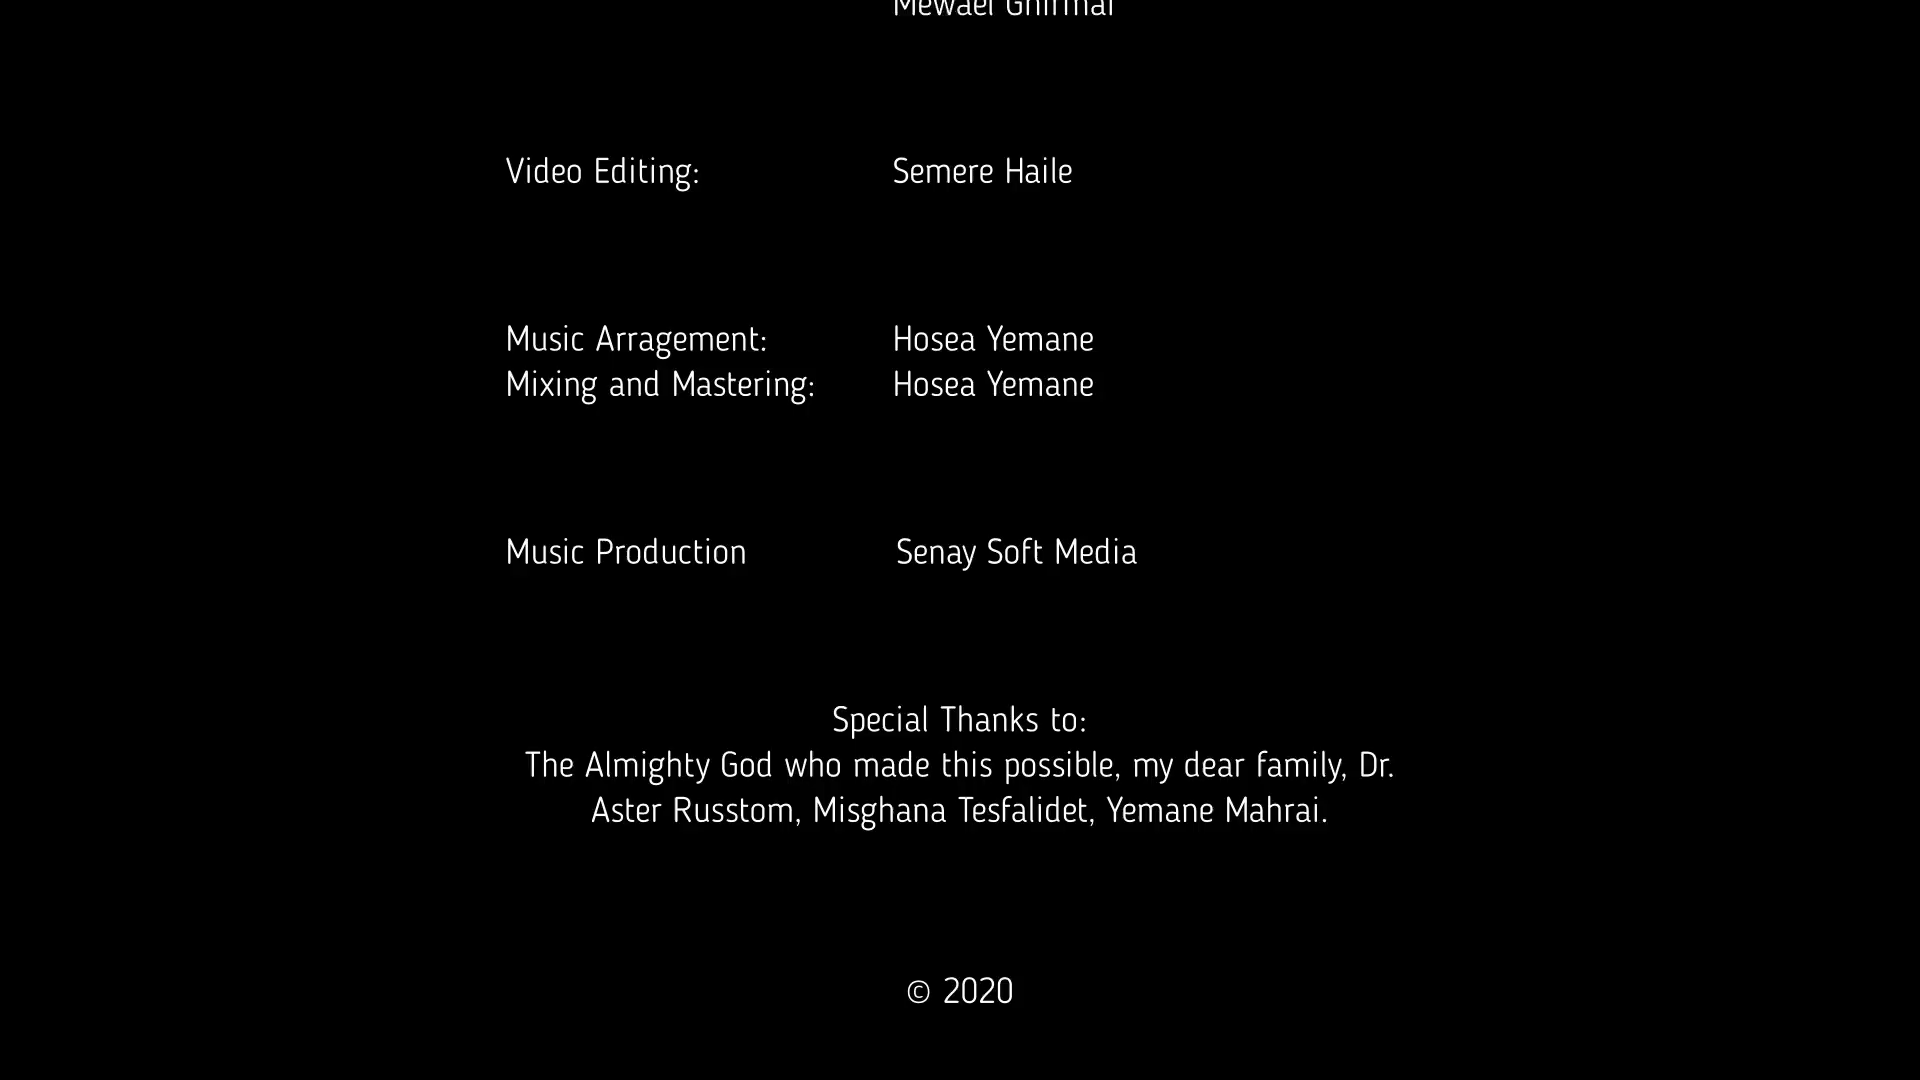 Mewael Ghirmai
Video Editing: Semere Haile
Music Arragement: Hosea Yemane
Mixing and Mastering: Hosea Yemane
Music Production Senay Soft Media
Special Thanks to:
The Almighty God who made this possible, my dear family, Dr.
Aster Russtom, Misghana Tesfalidet, Yemane Mahrai.
© 2020